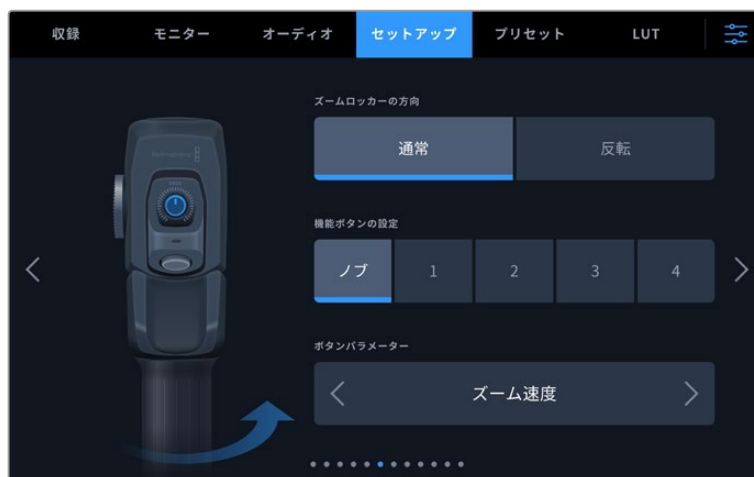 収録 モニター オーディオ セットアップ プリセット LUT
ズームロッカーの方向
通常 反転
機能ボタンの設定
ノブ 1 2 3 4
ボタンパラメーター
ズーム速度